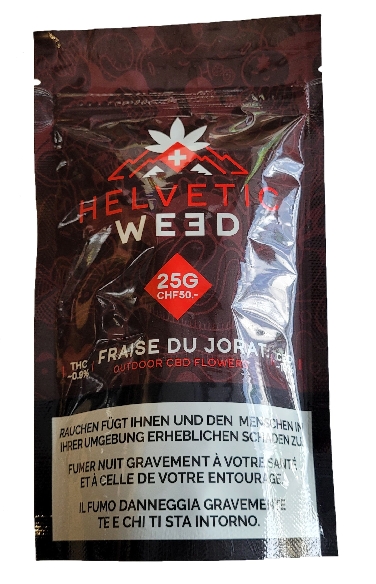 HELVETIC
WEED
25G
CHF50.-
FRAISE DU JORAT
OUTDOOR CBD FLOWER
THC
RAUCHEN FÜGT IHNEN UND DEN MENSCHEN IN
IHRER UMGEBUNG ERHEBLICHEN SCHADEN ZU.
FUMER NUIT GRAVEMENT À VOTRE SANTÉ
ET À CELLE DE VOTRE ENTOURAGE.
IL FUMO DANNEGGIA GRAVEMENTE
TE E CHI TI STA INTORNO.